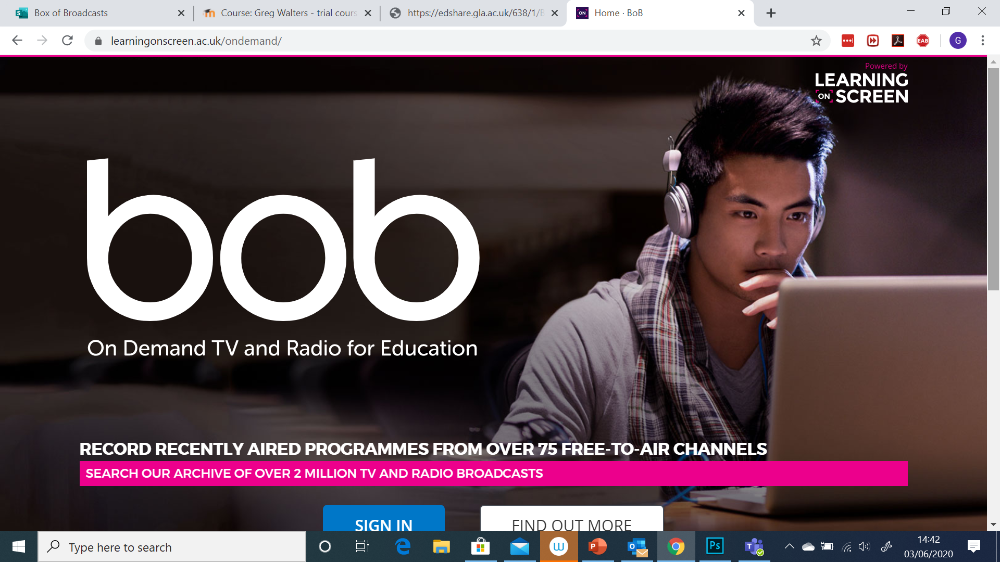 Box of Broadcasts
Course: Greg Walters - trial cours
https://edshare.gla.ac.uk/638/1/B
ON
Home · BoB
learningonscreen.ac.uk/ondemand/
EAB
G
Powered by
LEARNING
ON SCREEN
bob
On Demand TV and Radio for Education
RECORD RECENTLY AIRED PROGRAMMES FROM OVER 75 FREE-TO-AIR CHANNELS
SEARCH OUR ARCHIVE OF OVER 2 MILLION TV AND RADIO BROADCASTS
SIGN IN
FIND OUT MORE
Type here to search
Ps
14:42
03/06/2020